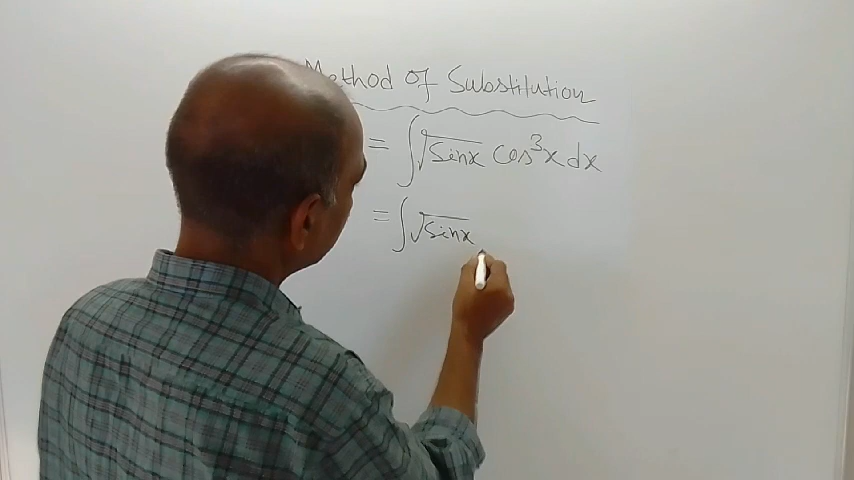 Method of Substitution
= ∫√sinx cos³x dx
= ∫√sinx